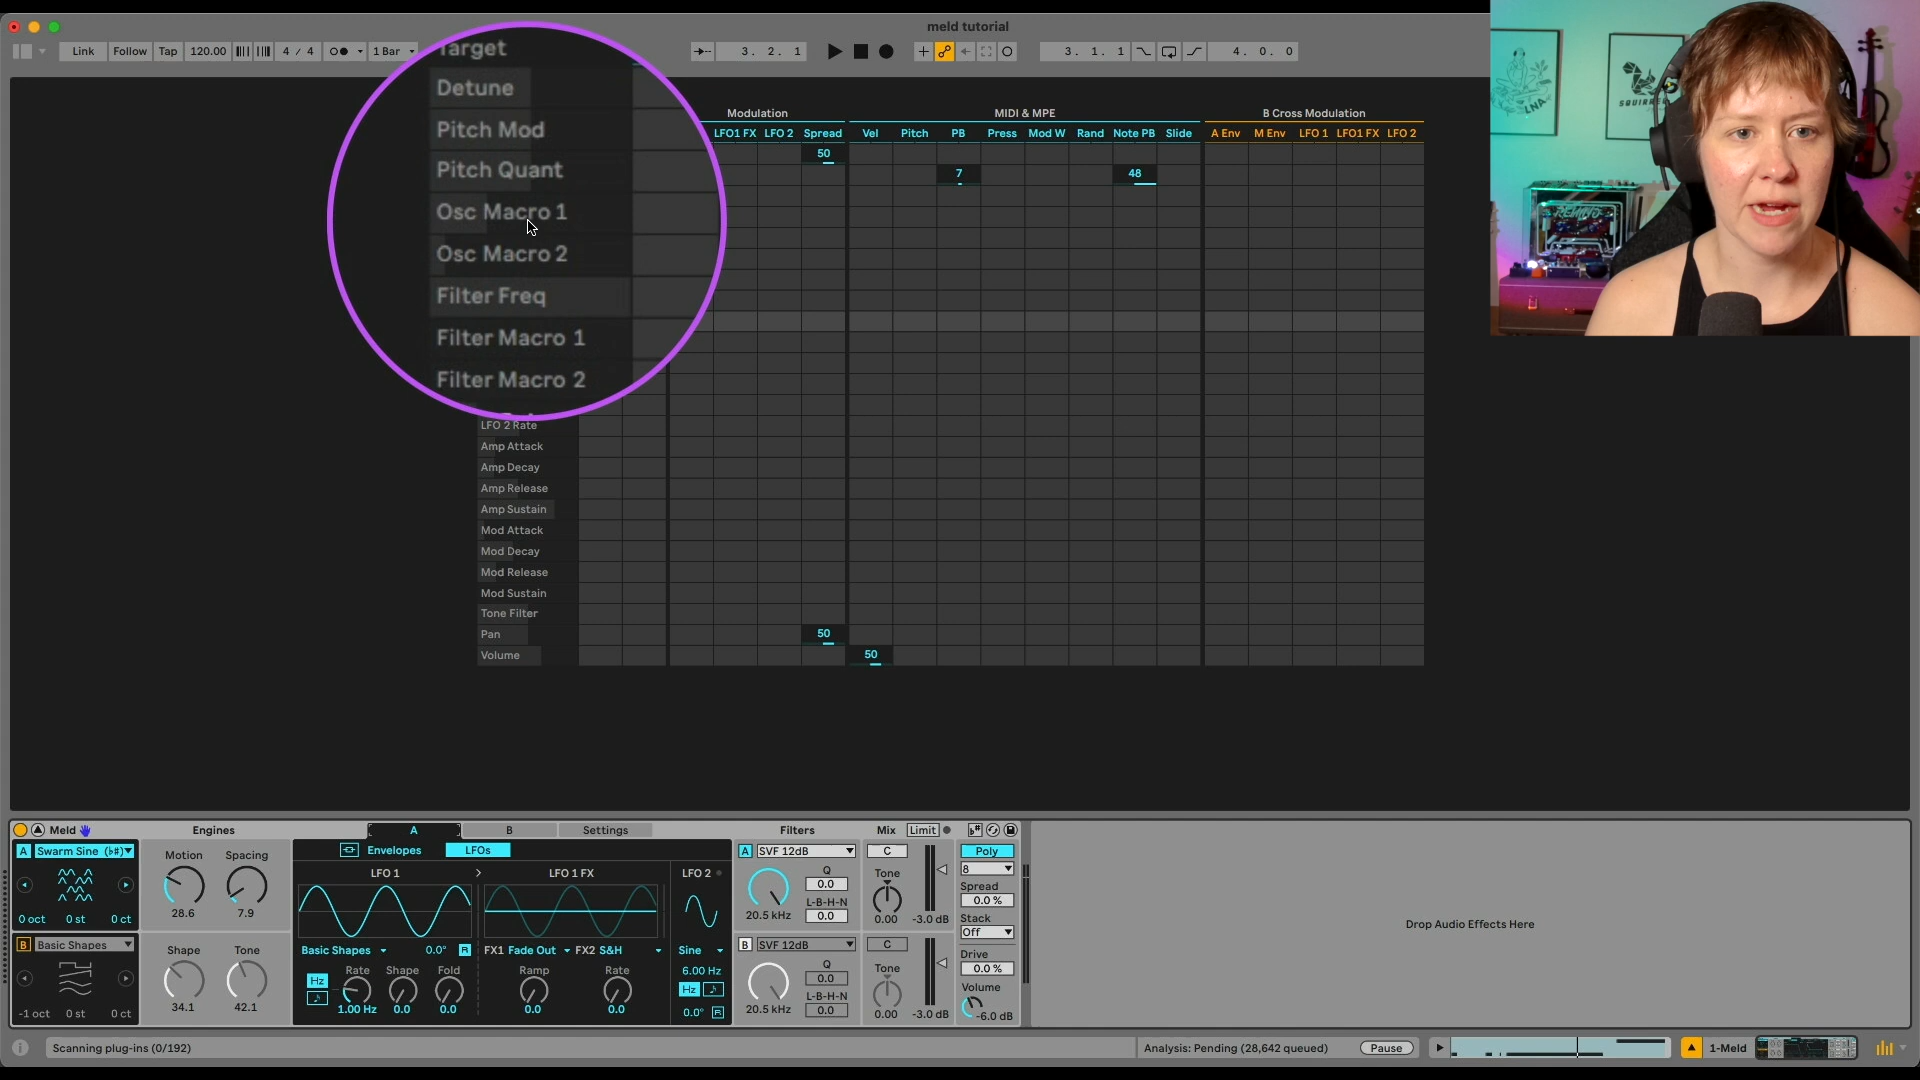 meld tutorial
Link Follow Tap 120.00 4 / 4 1 Bar 3. 2. 1 3. 1. 1 4. 0. 0
Target
Detune
Pitch Mod
Pitch Quant
Osc Macro 1
Osc Macro 2
Filter Freq
Filter Macro 1
Filter Macro 2
Modulation MIDI & MPE B Cross Modulation
LFO1 FX LFO 2 Spread Vel Pitch PB Press Mod W Rand Note PB Slide A Env M Env LFO 1 LFO1 FX LFO 2
50
7 48
LFO 2 Rate
Amp Attack
Amp Decay
Amp Release
Amp Sustain
Mod Attack
Mod Decay
Mod Release
Mod Sustain
Tone Filter
Pan 50
Volume 50
LNA
SQUIRREL
Meld Engines A B Settings Filters Mix Limit
A Swarm Sine (b#) Envelopes LFOs A SVF 12dB C Poly
Motion Spacing LFO 1 > LFO 1 FX LFO 2 Q Tone 8
0.0 Spread
L-B-H-N 0.0 %
28.6 7.9 20.5 kHz 0.0 0.00 -3.0 dB Stack
0 oct 0 st 0 ct Off
B Basic Shapes Basic Shapes 0.0° R FX1 Fade Out FX2 S&H Sine B SVF 12dB C
Shape Tone Hz Rate Shape Fold Ramp Rate 6.00 Hz Q Tone Drive
Hz 0.0 0.0 %
L-B-H-N Volume
34.1 42.1 1.00 Hz 0.0 0.0 0.0 0.0 20.5 kHz 0.0 0.00 -3.0 dB -6.0 dB
-1 oct 0 st 0 ct 0.0° R
Drop Audio Effects Here
Scanning plug-ins (0/192) Analysis: Pending (28,642 queued) Pause 1-Meld